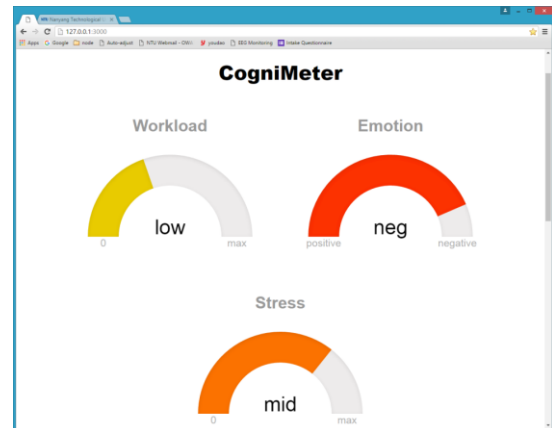 Nanyang Technological
127.0.0.1:3000
Apps Google node Auto-adjust NTU Webmail - OWA youdao EEG Monitoring Intake Questionnaire
CogniMeter
Workload
Emotion
low
neg
0
max
positive
negative
Stress
mid
0
max